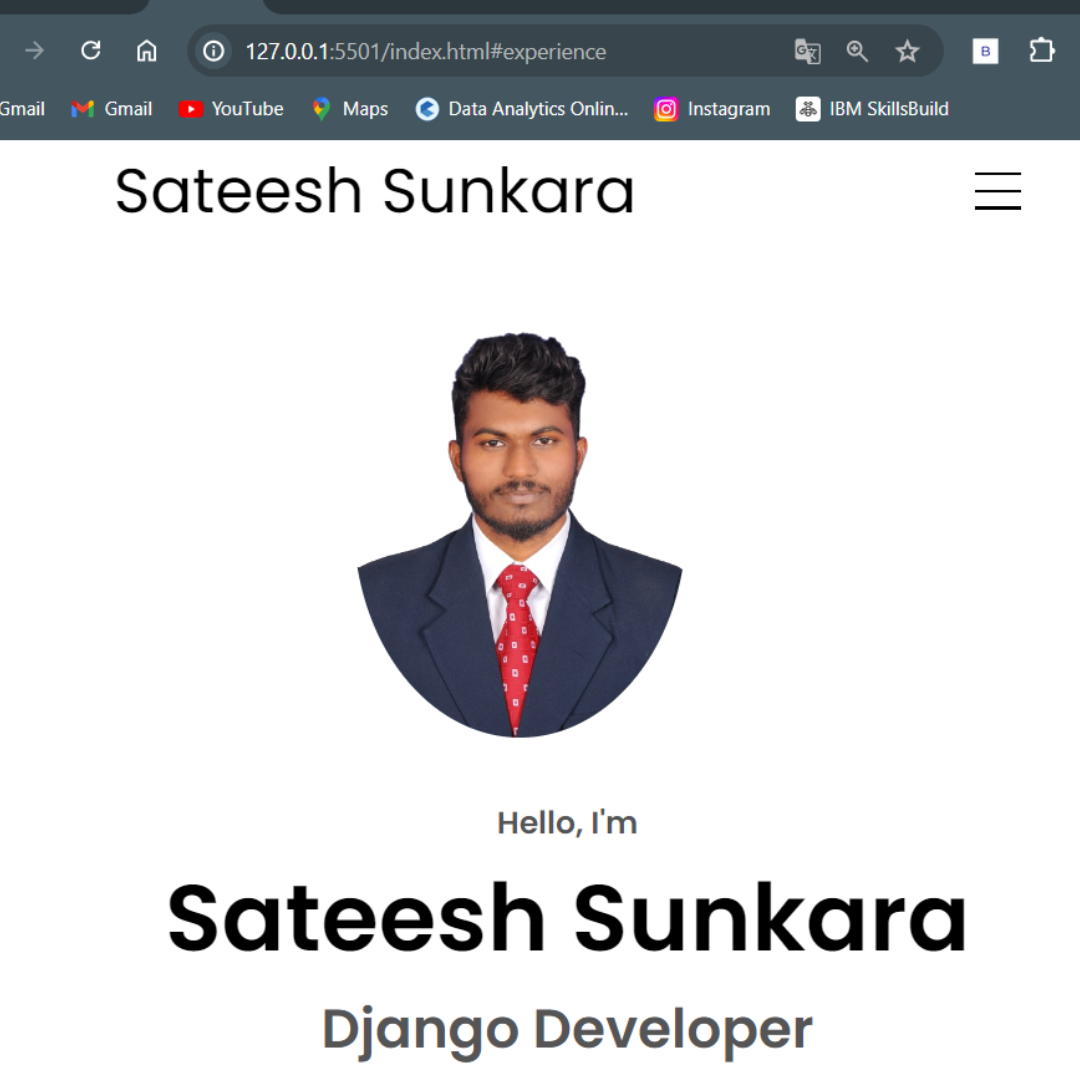 127.0.0.1:5501/index.html#experience
B
Gmail Gmail YouTube Maps Data Analytics Onlin... Instagram IBM SkillsBuild
Sateesh Sunkara
Hello, I'm
Sateesh Sunkara
Django Developer